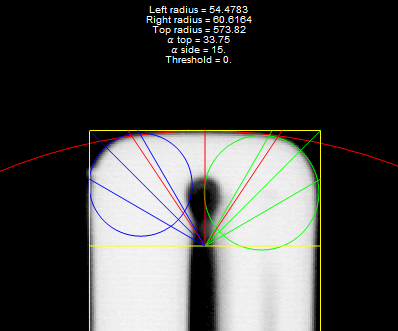 Left radius = 54.4783
Right radius = 60.6164
Top radius = 573.82
α top = 33.75
α side = 15.
Threshold = 0.